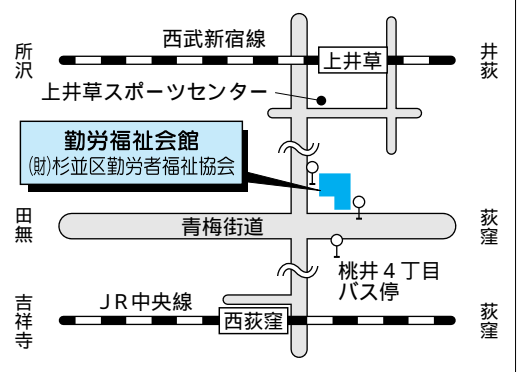 西武新宿線
所沢
上井草
井荻
上井草スポーツセンター
勤労福祉会館
(財)杉並区勤労者福祉協会
田無
青梅街道
荻窪
桃井4丁目
バス停
吉祥寺
JR中央線
西荻窪
荻窪